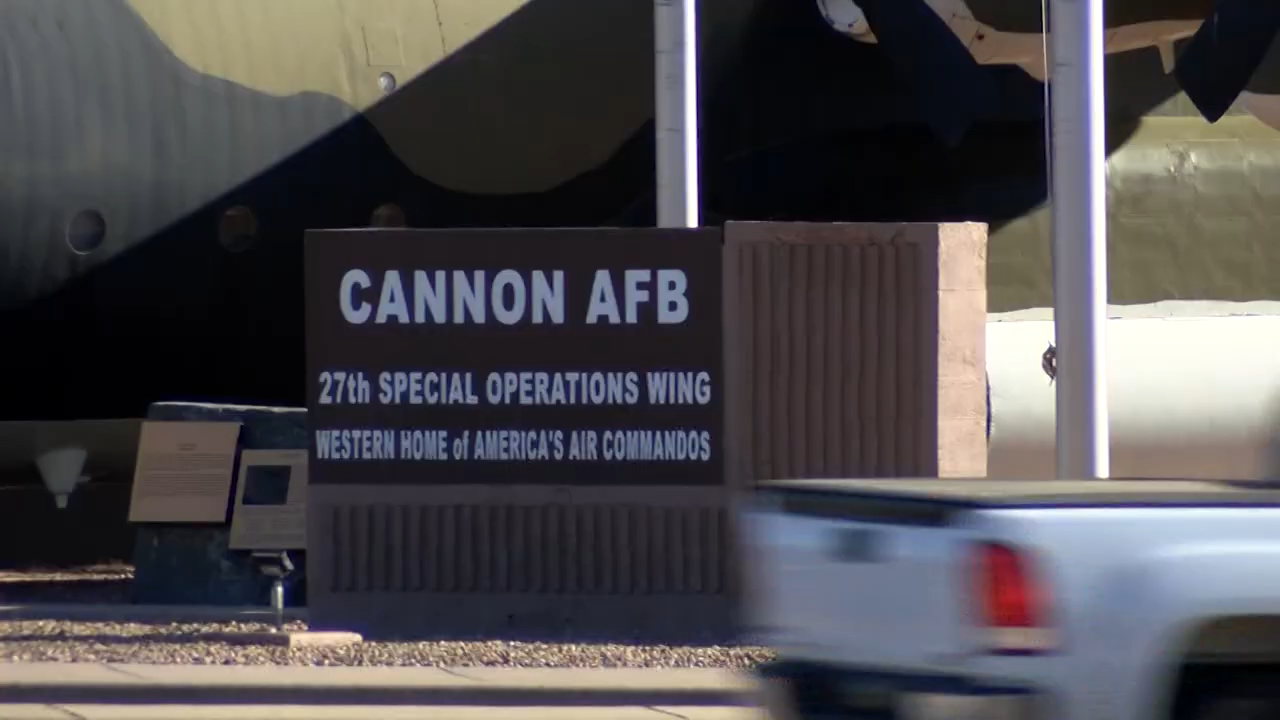 CANNON AFB
27th SPECIAL OPERATIONS WING
WESTERN HOME of AMERICA'S AIR COMMANDOS